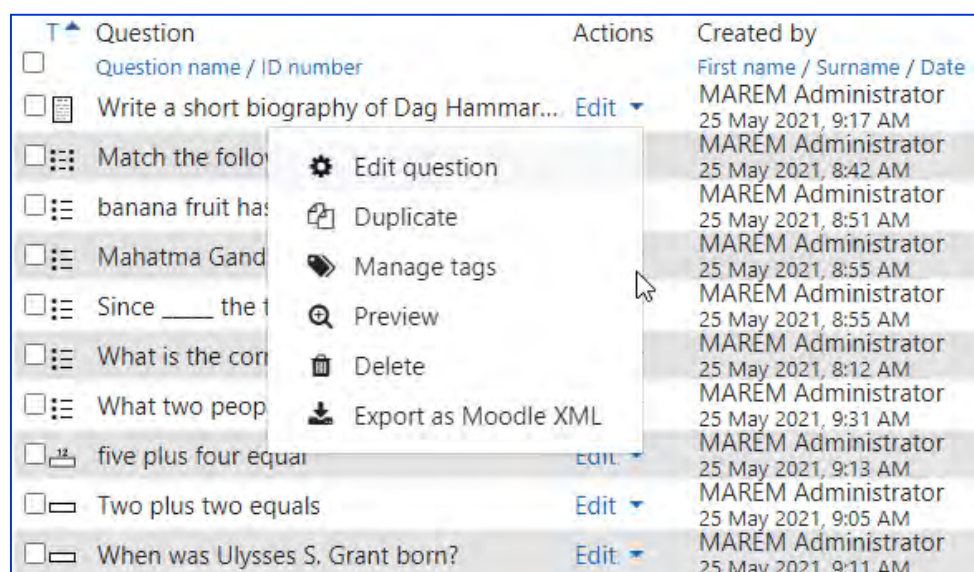 T Question Actions Created by
Question name / ID number First name / Surname / Date
Write a short biography of Dag Hammar... Edit MAREM Administrator
25 May 2021, 9:17 AM
Match the follo MAREM Administrator
25 May 2021, 8:42 AM
banana fruit has MAREM Administrator
25 May 2021, 8:51 AM
Mahatma Gand MAREM Administrator
25 May 2021, 8:55 AM
Since _____ the t MAREM Administrator
25 May 2021, 8:55 AM
What is the corr MAREM Administrator
25 May 2021, 8:12 AM
What two peop MAREM Administrator
25 May 2021, 9:31 AM
five plus four equal Edit MAREM Administrator
25 May 2021, 9:13 AM
Two plus two equals Edit MAREM Administrator
25 May 2021, 9:05 AM
When was Ulysses S. Grant born? Edit MAREM Administrator
25 May 2021, 9:11 AM
Edit question
Duplicate
Manage tags
Preview
Delete
Export as Moodle XML